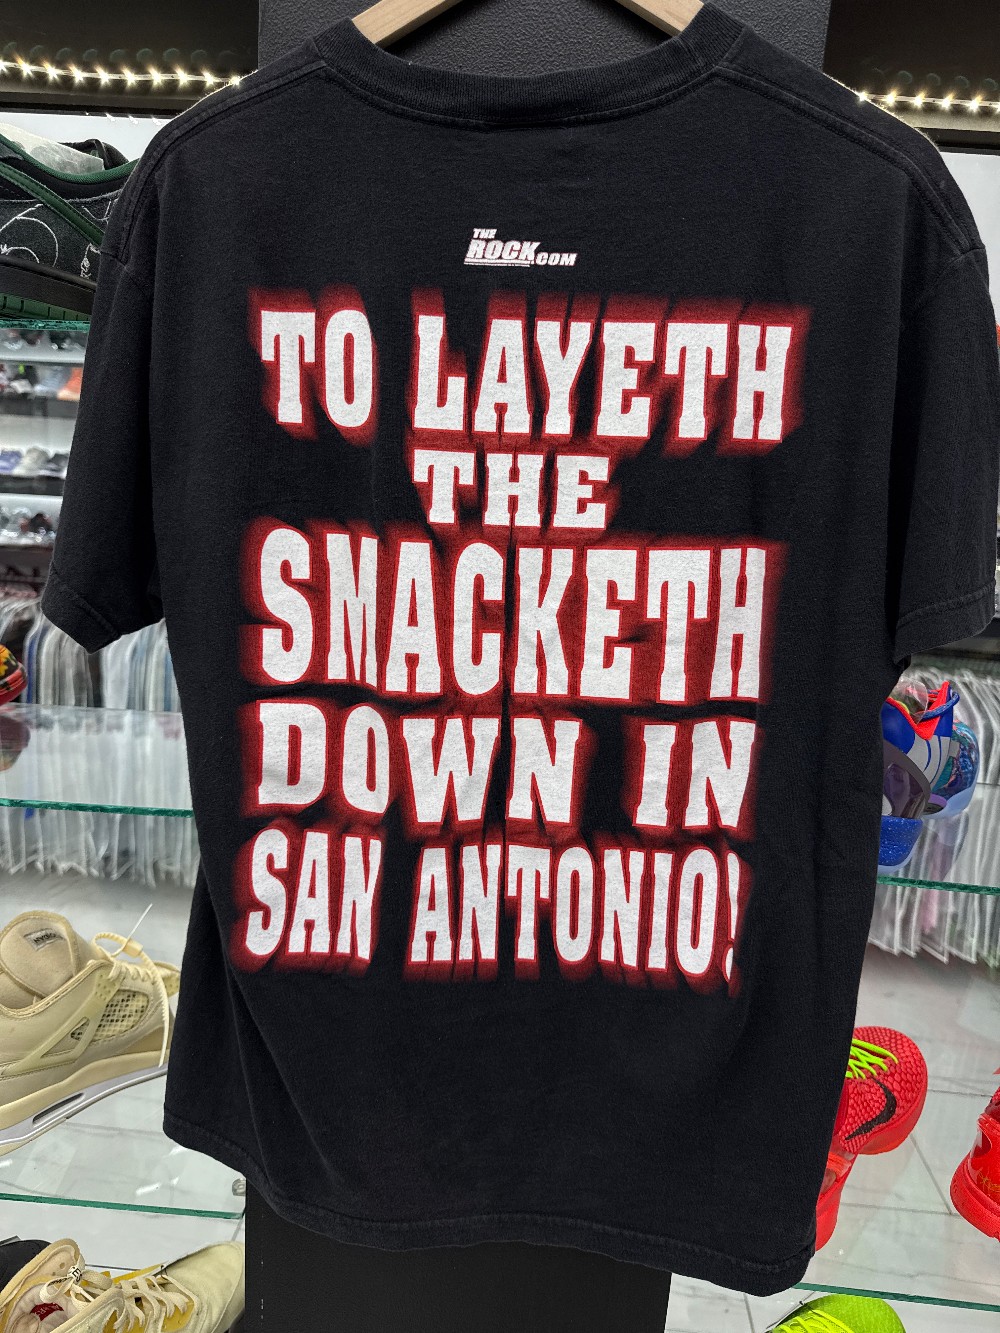 THE
ROCK.COM
TO LAYETH
THE
SMACKETH
DOWN IN
SAN ANTONIO!